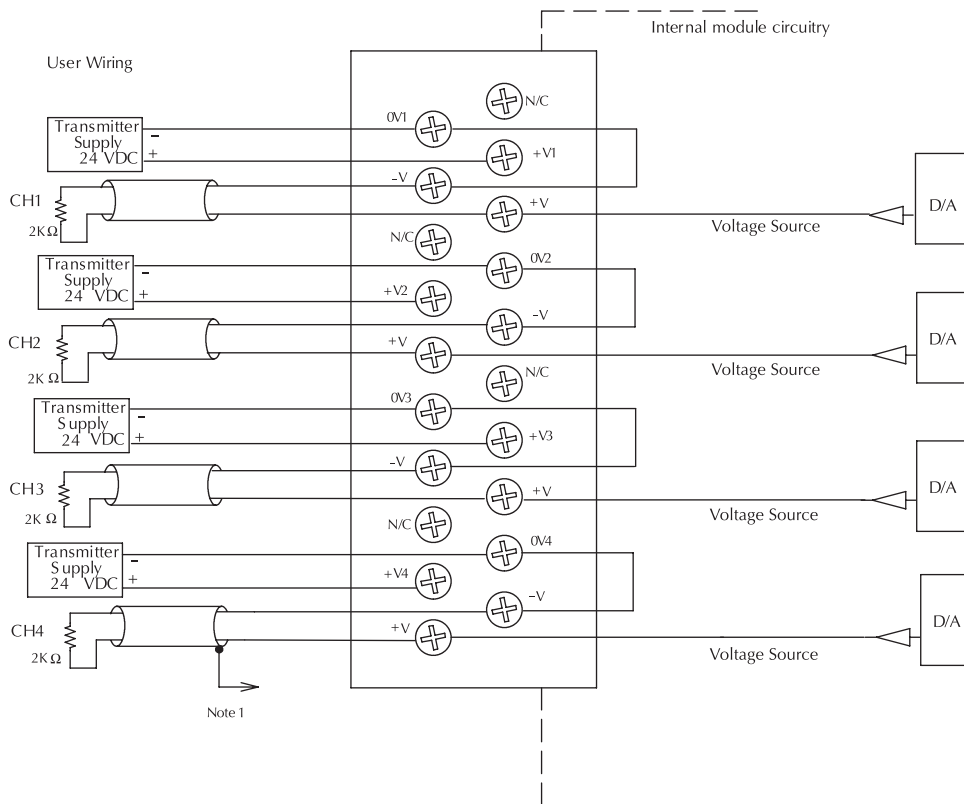 Internal module circuitry
User Wiring
N/C
0V1
Transmitter
Supply
24 VDC
-
+
+V1
-V
CH1
2K Ω
+V
Voltage Source
D/A
N/C
Transmitter
Supply
24 VDC
-
+
0V2
+V2
-V
CH2
2K Ω
+V
Voltage Source
D/A
N/C
Transmitter
Supply
24 VDC
-
+
0V3
+V3
-V
CH3
2K Ω
+V
Voltage Source
D/A
N/C
Transmitter
Supply
24 VDC
-
+
0V4
+V4
-V
CH4
2K Ω
+V
Voltage Source
D/A
Note 1